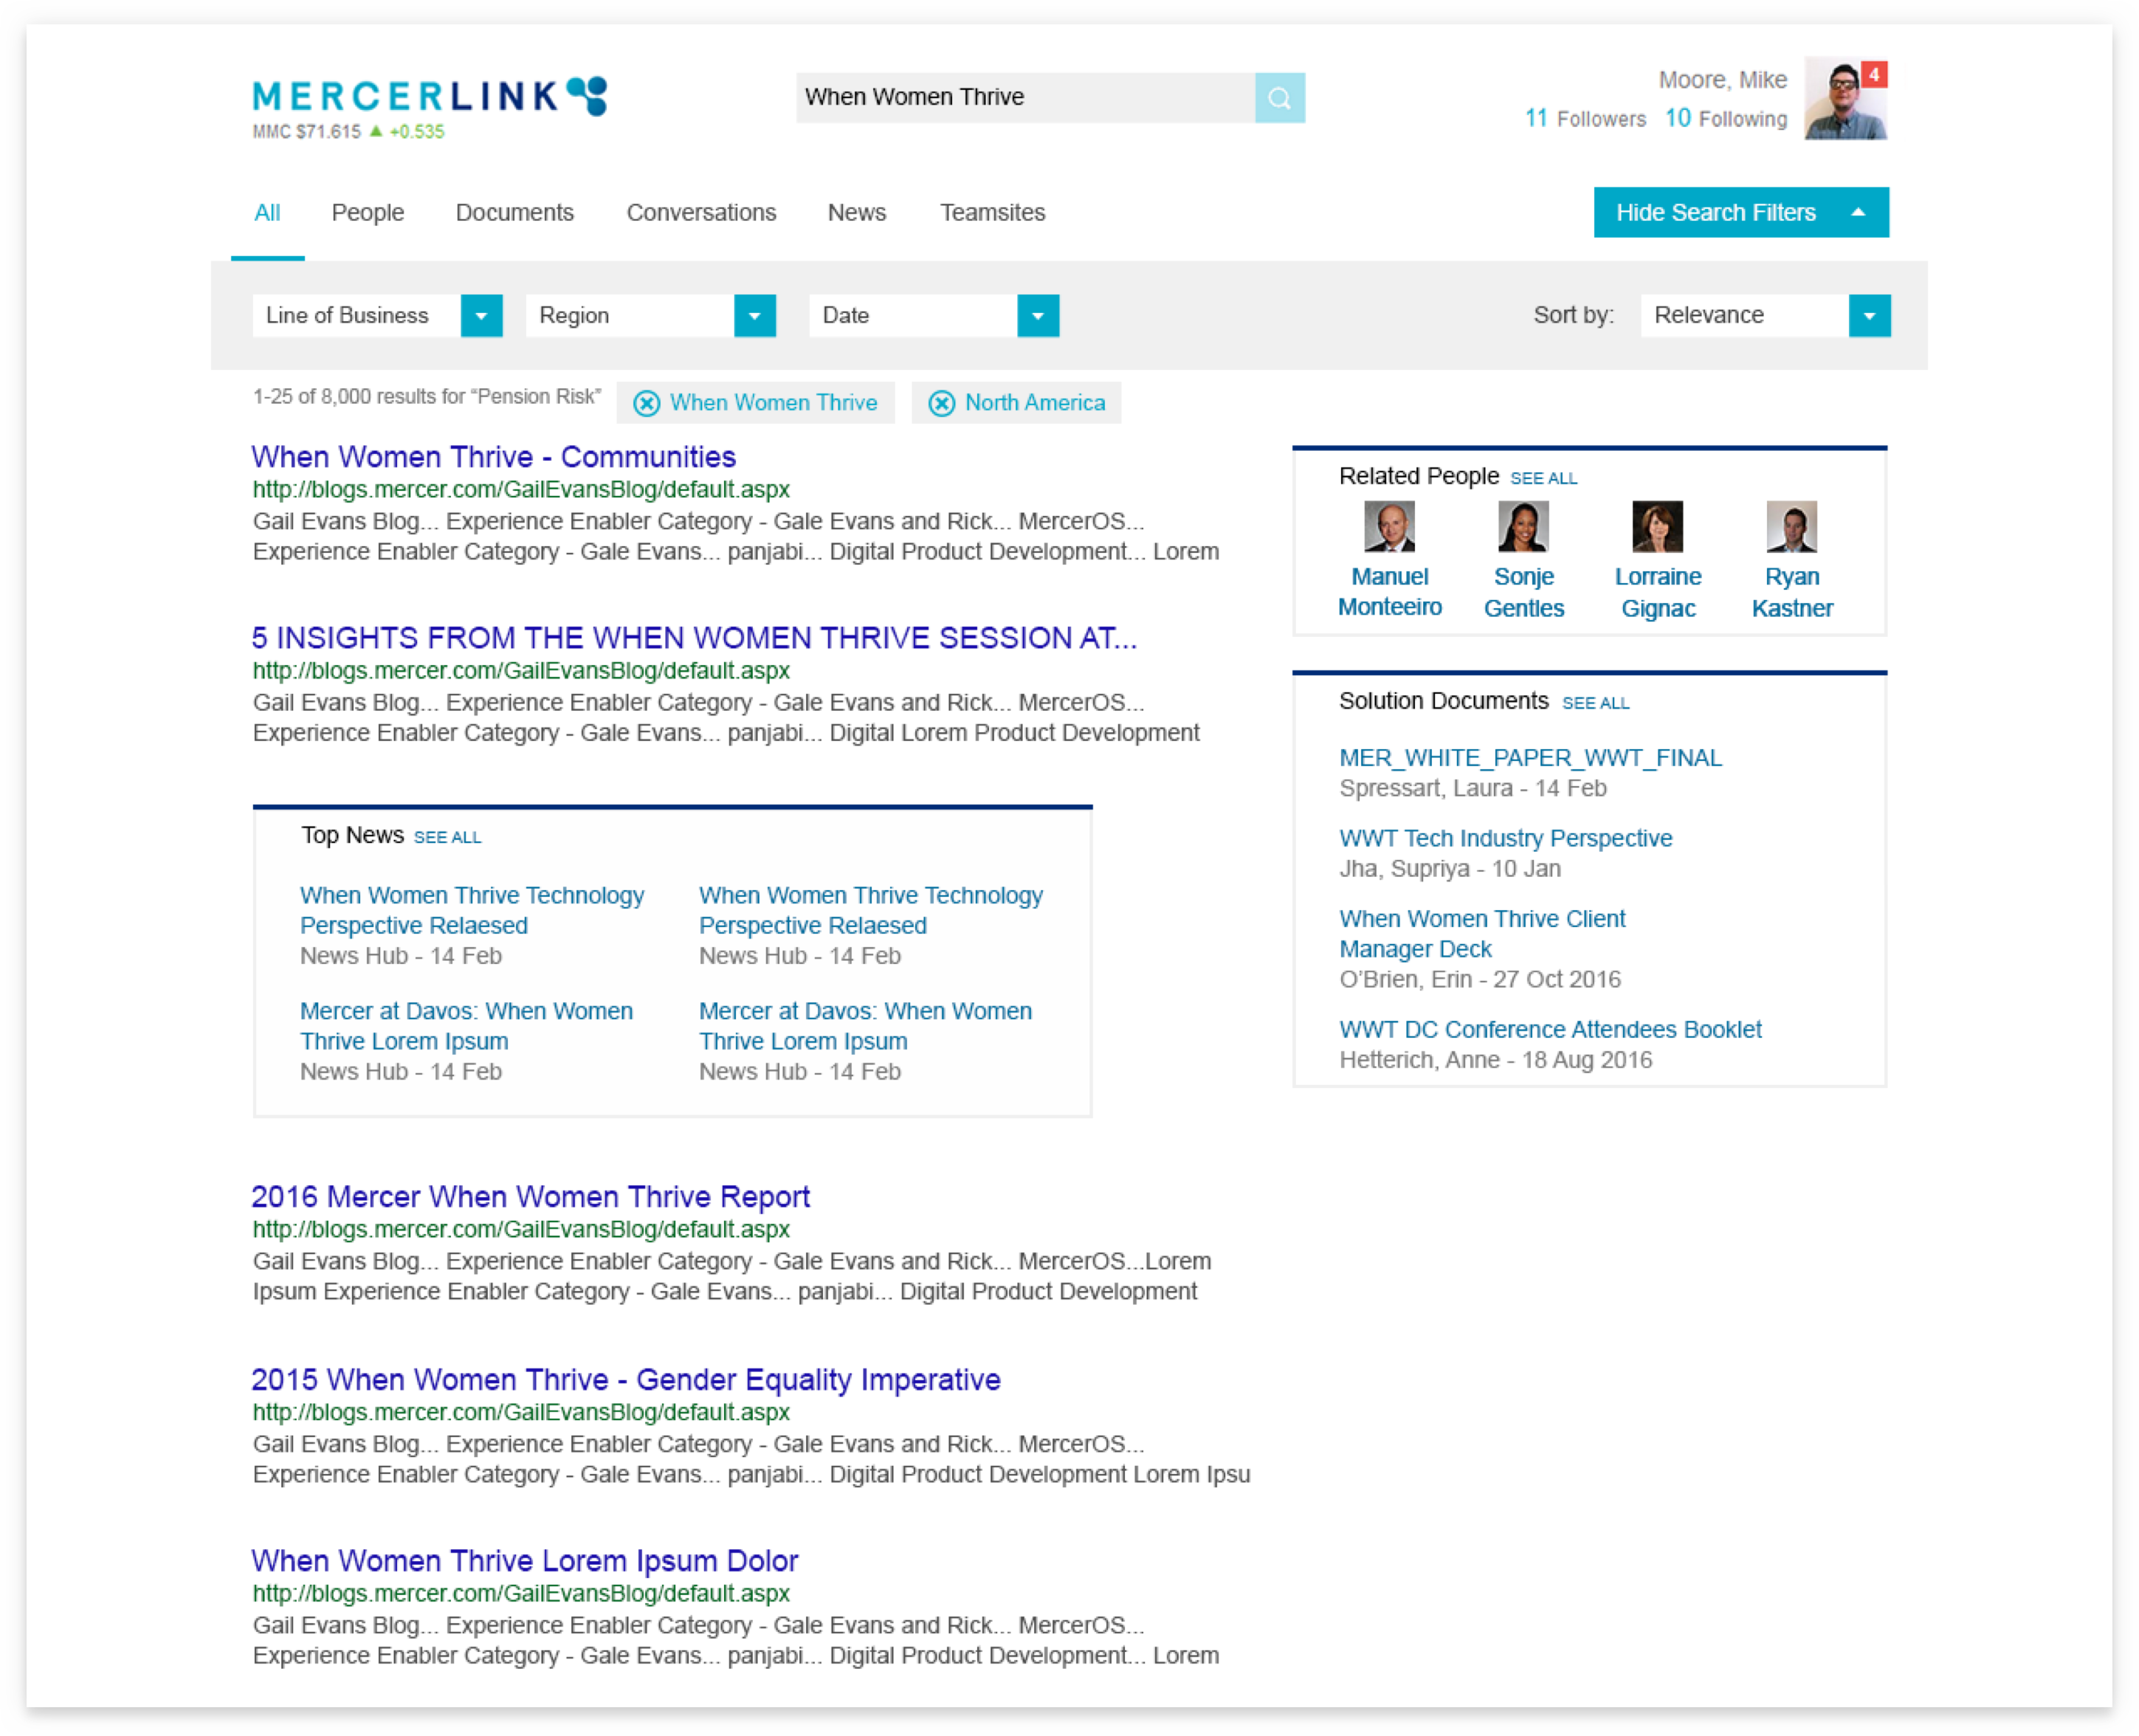 MERCERLINK
MMC $71.615 ▲ +0.535
When Women Thrive
Moore, Mike
4
11 Followers 10 Following
All People Documents Conversations News Teamsites
Hide Search Filters
Line of Business Region Date
Sort by: Relevance
1-25 of 8,000 results for “Pension Risk” When Women Thrive North America
When Women Thrive - Communities
http://blogs.mercer.com/GailEvansBlog/default.aspx
Gail Evans Blog... Experience Enabler Category - Gale Evans and Rick... MercerOS...
Experience Enabler Category - Gale Evans... panjabi... Digital Product Development... Lorem
5 INSIGHTS FROM THE WHEN WOMEN THRIVE SESSION AT...
http://blogs.mercer.com/GailEvansBlog/default.aspx
Gail Evans Blog... Experience Enabler Category - Gale Evans and Rick... MercerOS...
Experience Enabler Category - Gale Evans... panjabi... Digital Lorem Product Development
Top News SEE ALL
When Women Thrive Technology
Perspective Relaesed
News Hub - 14 Feb
When Women Thrive Technology
Perspective Relaesed
News Hub - 14 Feb
Mercer at Davos: When Women
Thrive Lorem Ipsum
News Hub - 14 Feb
Mercer at Davos: When Women
Thrive Lorem Ipsum
News Hub - 14 Feb
2016 Mercer When Women Thrive Report
http://blogs.mercer.com/GailEvansBlog/default.aspx
Gail Evans Blog... Experience Enabler Category - Gale Evans and Rick... MercerOS...Lorem
Ipsum Experience Enabler Category - Gale Evans... panjabi... Digital Product Development
2015 When Women Thrive - Gender Equality Imperative
http://blogs.mercer.com/GailEvansBlog/default.aspx
Gail Evans Blog... Experience Enabler Category - Gale Evans and Rick... MercerOS...
Experience Enabler Category - Gale Evans... panjabi... Digital Product Development Lorem Ipsu
When Women Thrive Lorem Ipsum Dolor
http://blogs.mercer.com/GailEvansBlog/default.aspx
Gail Evans Blog... Experience Enabler Category - Gale Evans and Rick... MercerOS...
Experience Enabler Category - Gale Evans... panjabi... Digital Product Development... Lorem
Related People SEE ALL
Manuel
Monteeiro
Sonje
Gentles
Lorraine
Gignac
Ryan
Kastner
Solution Documents SEE ALL
MER_WHITE_PAPER_WWT_FINAL
Spressart, Laura - 14 Feb
WWT Tech Industry Perspective
Jha, Supriya - 10 Jan
When Women Thrive Client
Manager Deck
O’Brien, Erin - 27 Oct 2016
WWT DC Conference Attendees Booklet
Hetterich, Anne - 18 Aug 2016